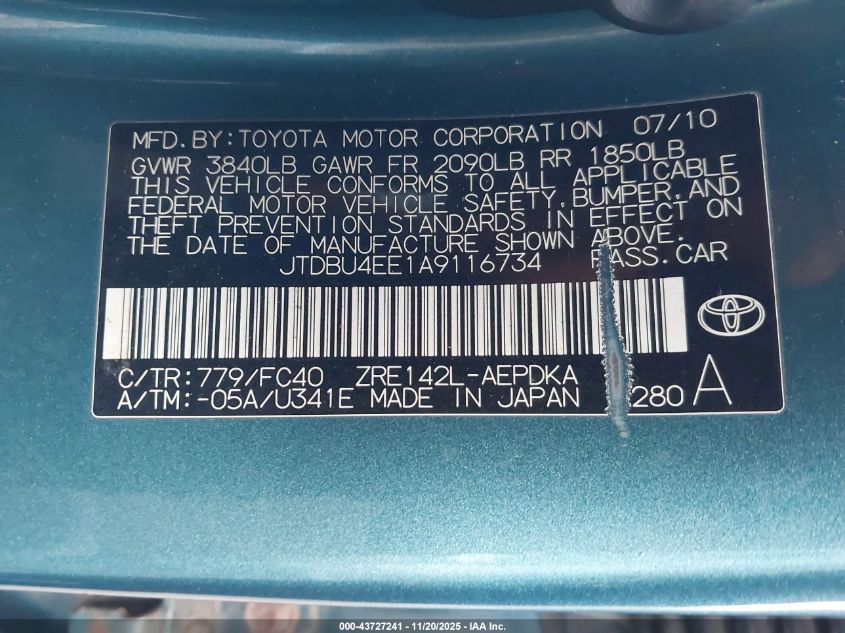 MFD.BY:TOYOTA MOTOR CORPORATION 07/10
GVWR 3840LB GAWR FR 2090LB RR 1850LB
THIS VEHICLE CONFORMS TO ALL APPLICABLE
FEDERAL MOTOR VEHICLE SAFETY,BUMPER,AND
THEFT PREVENTION STANDARDS IN EFFECT ON
THE DATE OF MANUFACTURE SHOWN ABOVE.
JTDBU4EE1A9116734 PASS.CAR
C/TR:779/FC40 ZRE142L-AEPDKA
A/TM:-05A/U341E MADE IN JAPAN 280 A
000-43727241 - 11/20/2025 - IAA Inc.